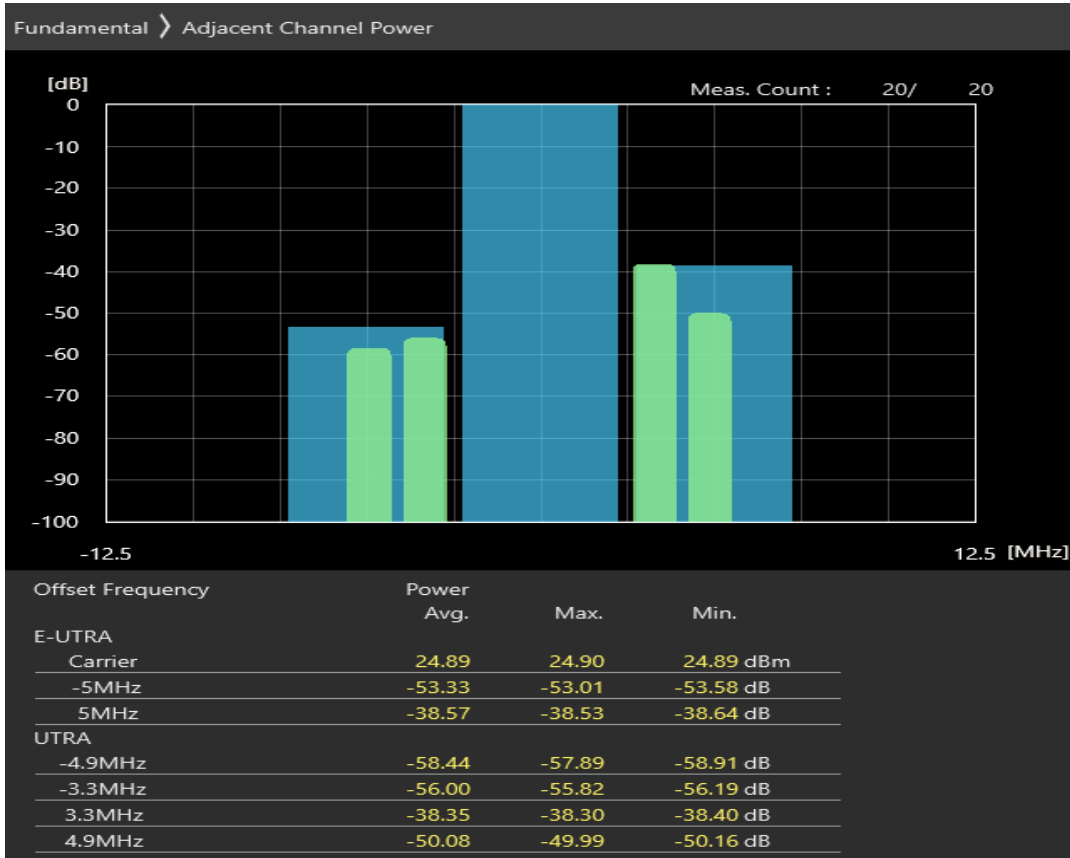 Fundamental ❯ Adjacent Channel Power
[dB]
Meas. Count : 20/ 20
0
-10
-20
-30
-40
-50
-60
-70
-80
-90
-100
-12.5 12.5 [MHz]
Offset Frequency Power
Avg. Max. Min.
E-UTRA
Carrier 24.89 24.90 24.89 dBm
-5MHz -53.33 -53.01 -53.58 dB
5MHz -38.57 -38.53 -38.64 dB
UTRA
-4.9MHz -58.44 -57.89 -58.91 dB
-3.3MHz -56.00 -55.82 -56.19 dB
3.3MHz -38.35 -38.30 -38.40 dB
4.9MHz -50.08 -49.99 -50.16 dB